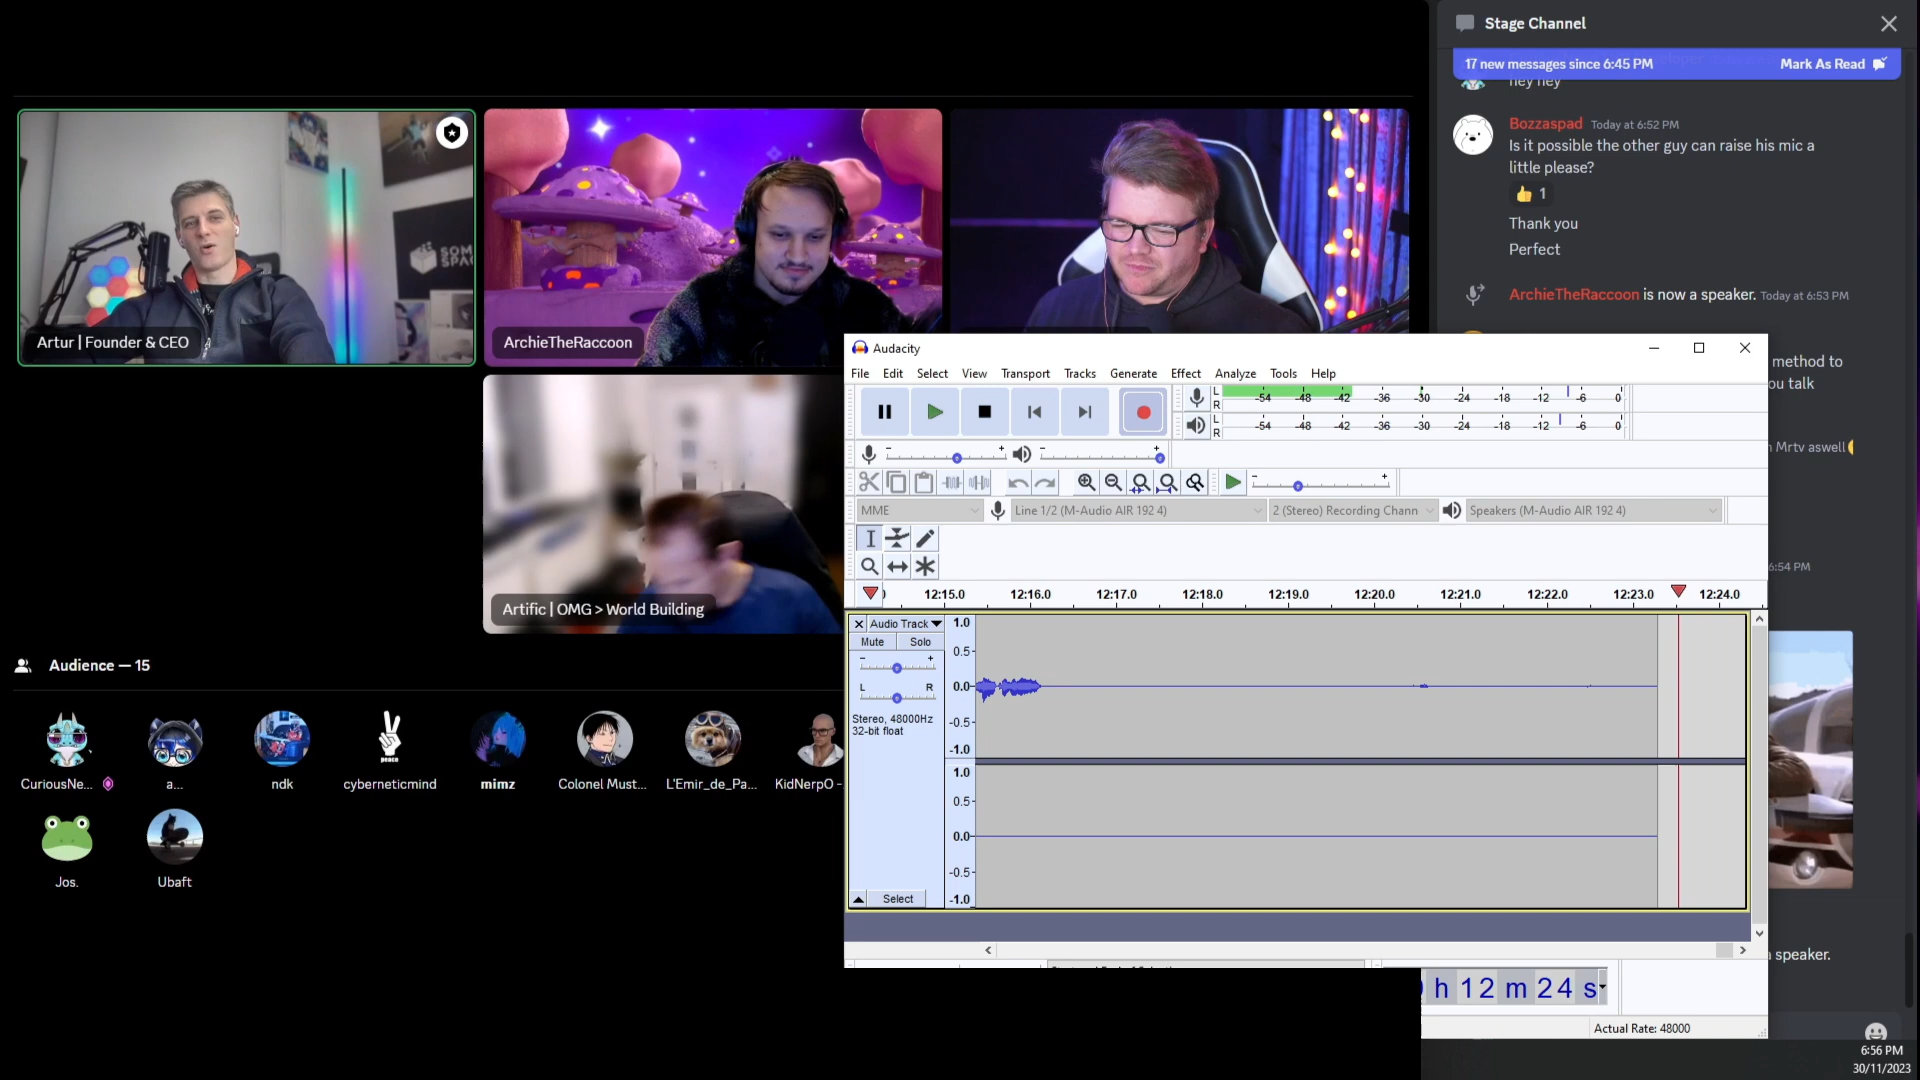 Stage Channel
17 new messages since 6:45 PM
Mark As Read
hey hey
Bozzaspad Today at 6:52 PM
Is it possible the other guy can raise his mic a
little please?
1
Thank you
Perfect
ArchieTheRaccoon is now a speaker. Today at 6:53 PM
method to
ou talk
Mrtv aswell
6:54 PM
speaker.
SOM
SPA
Artur | Founder & CEO
ArchieTheRaccoon
Artific | OMG > World Building
Audience — 15
CuriousNe...
a...
ndk
peace
cyberneticmind
mimz
Colonel Must...
L'Emir_de_Pa...
KidNerpO -
Jos.
Ubaft
Audacity
File Edit Select View Transport Tracks Generate Effect Analyze Tools Help
L
R
-54 -48 -42 -36 -30 -24 -18 -12 -6 0
L
R
-54 -48 -42 -36 -30 -24 -18 -12 -6 0
MME
Line 1/2 (M-Audio AIR 192 4)
2 (Stereo) Recording Chann
Speakers (M-Audio AIR 192 4)
12:15.0 12:16.0 12:17.0 12:18.0 12:19.0 12:20.0 12:21.0 12:22.0 12:23.0 12:24.0
Audio Track
Mute Solo
L R
Stereo, 48000Hz
32-bit float
Select
1.0
0.5
0.0
-0.5
-1.0
1.0
0.5
0.0
-0.5
-1.0
h 12 m 24 s
Actual Rate: 48000
6:56 PM
30/11/2023